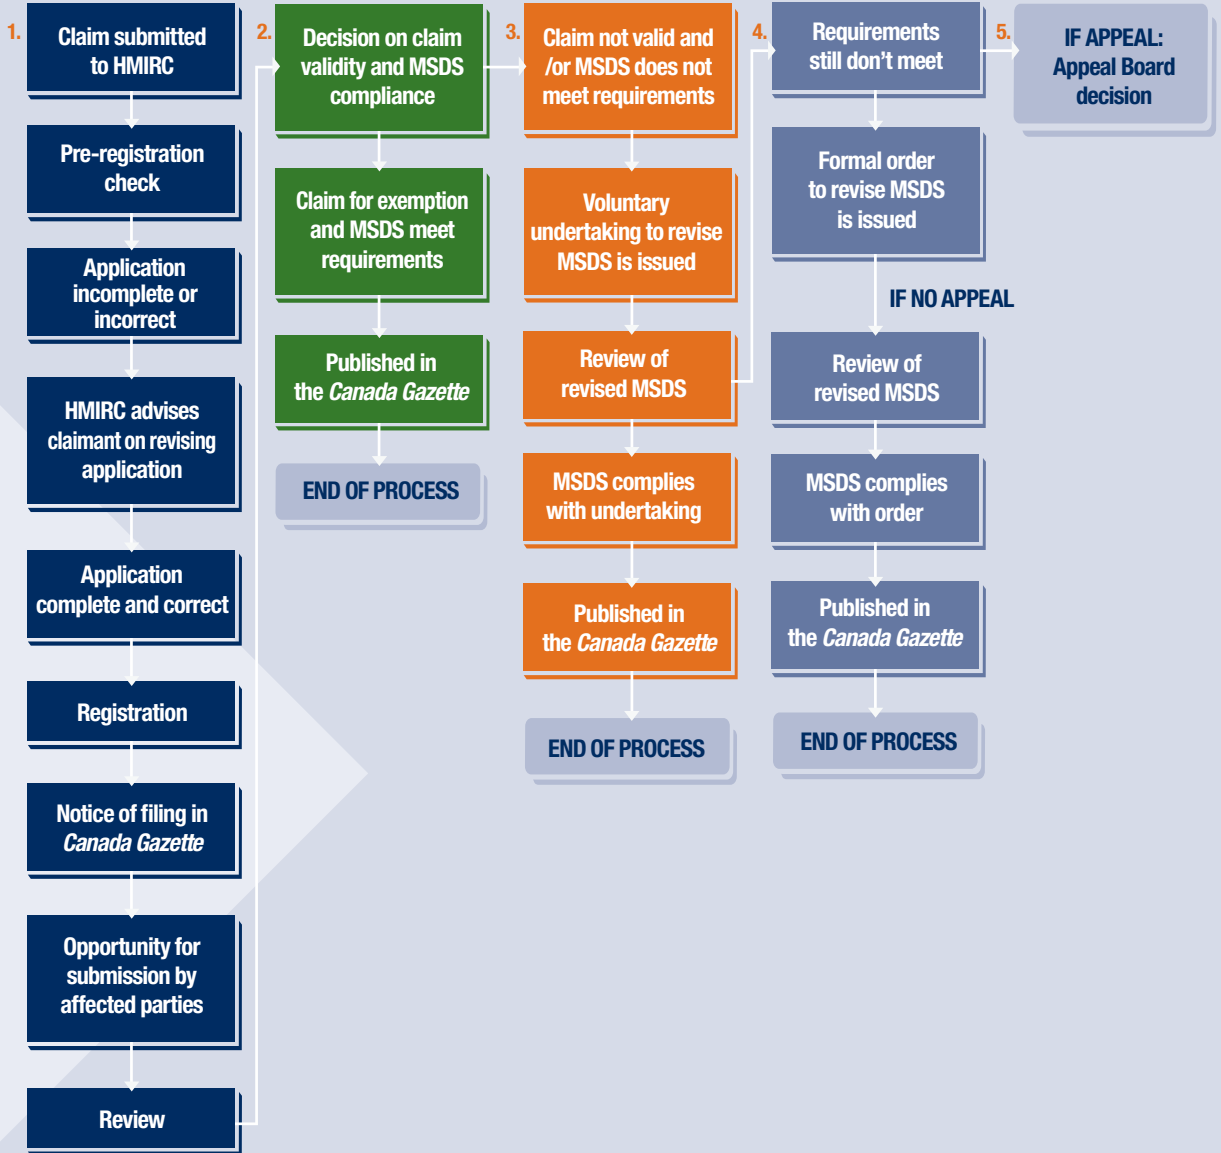 1.
Claim submitted
to HMIRC
Pre-registration
check
Application
incomplete or
incorrect
HMIRC advises
claimant on revising
application
Application
complete and correct
Registration
Notice of filing in
Canada Gazette
Opportunity for
submission by
affected parties
Review
2.
Decision on claim
validity and MSDS
compliance
Claim for exemption
and MSDS meet
requirements
Published in
the Canada Gazette
END OF PROCESS
3.
Claim not valid and
/or MSDS does not
meet requirements
Voluntary
undertaking to revise
MSDS is issued
Review of
revised MSDS
MSDS complies
with undertaking
Published in
the Canada Gazette
END OF PROCESS
4.
Requirements
still don’t meet
Formal order
to revise MSDS
is issued
IF NO APPEAL
Review of
revised MSDS
MSDS complies
with order
Published in
the Canada Gazette
END OF PROCESS
5.
IF APPEAL:
Appeal Board
decision